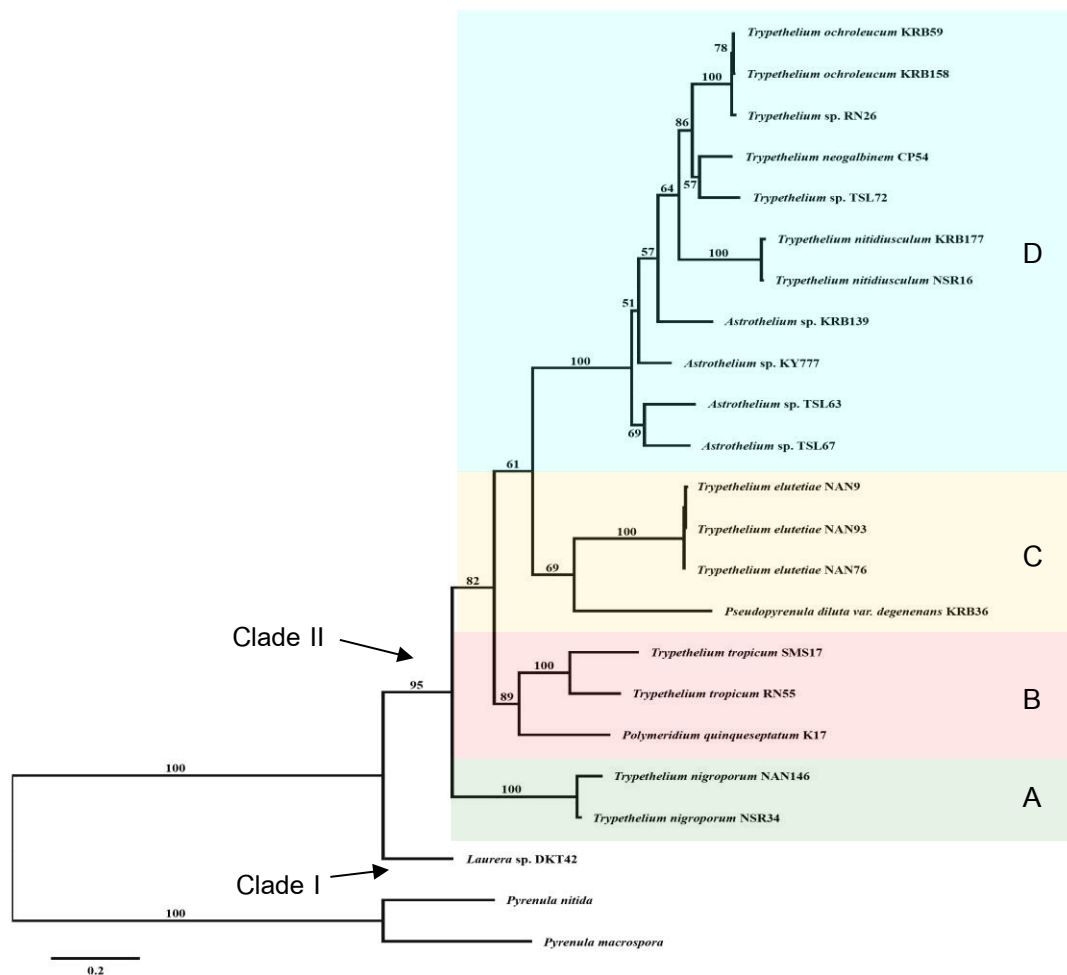 Trypethelium ochroleucum KRB59
78
Trypethelium ochroleucum KRB158
100
Trypethelium sp. RN26
86
Trypethelium neogalbinem CP54
57
Trypethelium sp. TSL72
64
Trypethelium nitidiusculum KRB177
100
D
57
Trypethelium nitidiusculum NSR16
51
Astrothelium sp. KRB139
100
Astrothelium sp. KY777
Astrothelium sp. TSL63
69
Astrothelium sp. TSL67
61
Trypethelium elutetiae NAN9
100
Trypethelium elutetiae NAN93
C
69
Trypethelium elutetiae NAN76
82
Pseudopyrenula diluta var. degenenans KRB36
Clade II
Trypethelium tropicum SMS17
100
95
89
Trypethelium tropicum RN55
B
Polymeridium quinqueseptatum K17
100
Trypethelium nigroporum NAN146
100
A
Trypethelium nigroporum NSR34
Laurera sp. DKT42
Clade I
Pyrenula nitida
100
Pyrenula macrospora
0.2